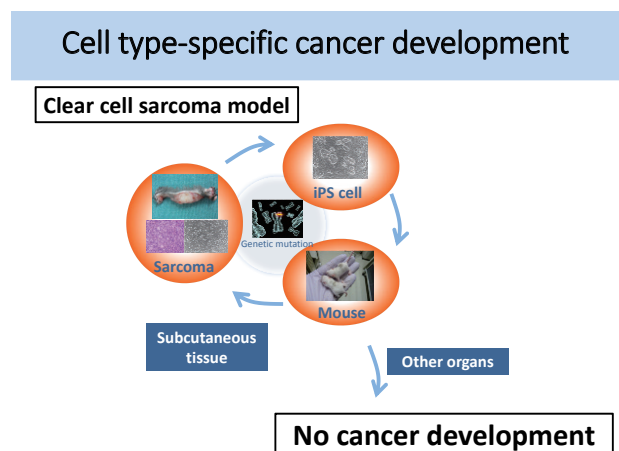 Cell type-specific cancer development
Clear cell sarcoma model
iPS cell
Genetic mutation
Sarcoma
Mouse
Subcutaneous
tissue
Other organs
No cancer development